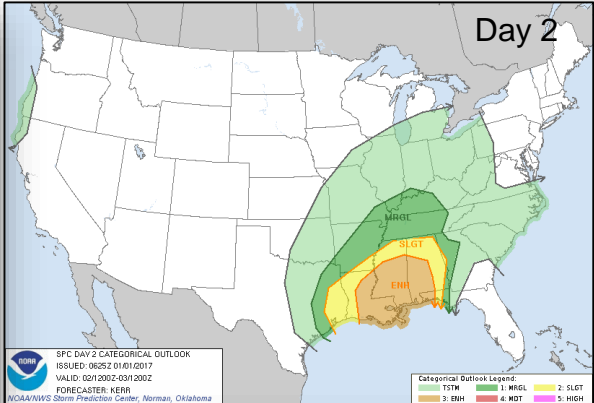 Day 2
MRGL
SLGT
ENH
NOAA
SPC DAY 2 CATEGORICAL OUTLOOK
ISSUED: 0625Z 01/01/2017
VALID: 02/1200Z-03/1200Z
FORECASTER: KERR
NOAA/NWS Storm Prediction Center, Norman, Oklahoma
Categorical Outlook Legend:
TSTM 1: MRGL 2: SLGT
3: ENH 4: MDT 5: HIGH